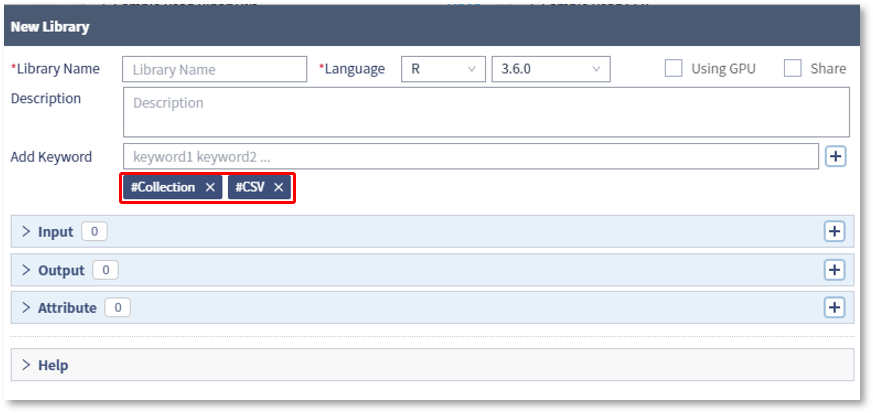 New Library
*Library Name Library Name *Language R 3.6.0 Using GPU Share
Description Description
Add Keyword keyword1 keyword2 ...
#Collection #CSV
Input 0
Output 0
Attribute 0
Help